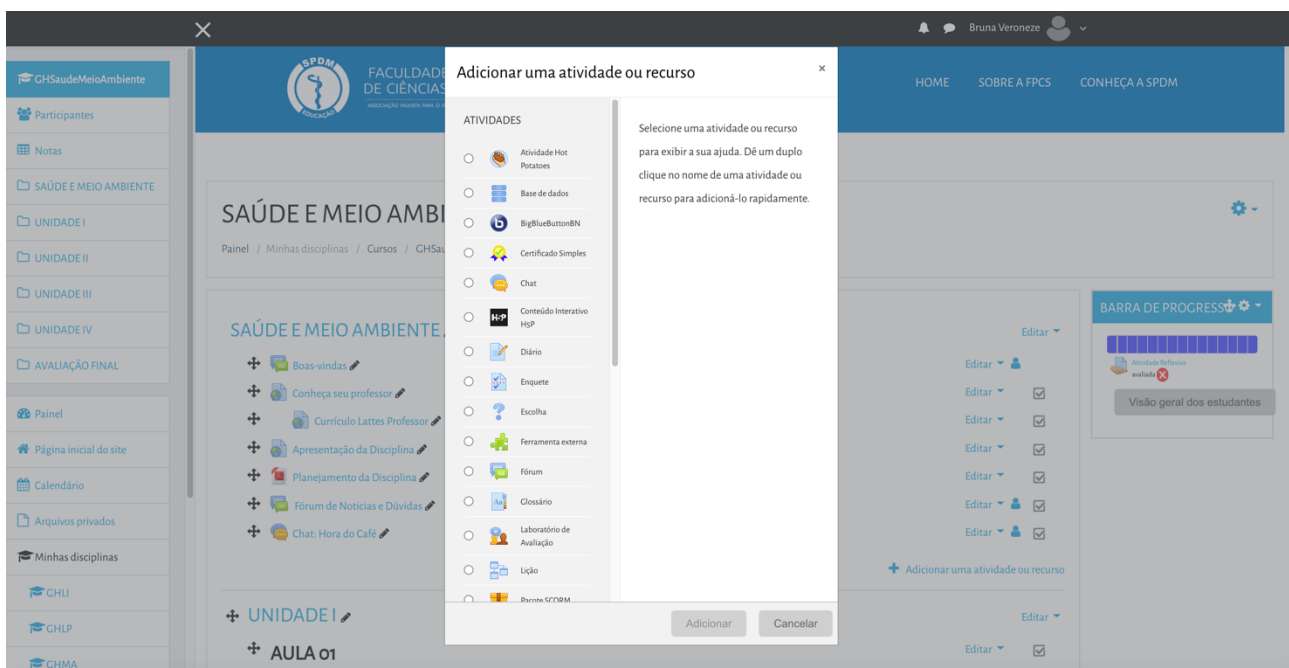 Bruna Veroneze
GHSaudeMeioAmbiente
Participantes
Notas
SAÚDE E MEIO AMBIENTE
UNIDADE I
UNIDADE II
UNIDADE III
UNIDADE IV
AVALIAÇÃO FINAL
Painel
Página inicial do site
Calendário
Arquivos privados
Minhas disciplinas
GHLI
GHLP
GHMA
SPDM
EDUCAÇÃO
FACULDADE
DE CIÊNCIAS
HOME SOBRE A FPCS CONHEÇA A SPDM
SAÚDE E MEIO AMBI
Painel / Minhas disciplinas / Cursos / GHSau
SAÚDE E MEIO AMBIENTE
Editar
Boas-vindas
Editar
Conheça seu professor
Editar
Currículo Lattes Professor
Editar
Apresentação da Disciplina
Editar
Planejamento da Disciplina
Editar
Fórum de Noticias e Dúvidas
Editar
Chat: Hora do Café
Editar
Adicionar uma atividade ou recurso
UNIDADE I
Editar
AULA 01
Editar
Adicionar uma atividade ou recurso
×
ATIVIDADES
Atividade Hot
Potatoes
Base de dados
BigBlueButtonBN
Certificado Simples
Chat
H5P
Conteúdo Interativo
H5P
Diário
Enquete
Escolha
Ferramenta externa
Fórum
Glossário
Laboratório de
Avaliação
Lição
Pacote SCORM
Selecione uma atividade ou recurso
para exibir a sua ajuda. Dê um duplo
clique no nome de uma atividade ou
recurso para adicioná-lo rapidamente.
Adicionar
Cancelar
BARRA DE PROGRESS
Atividade Reflexiva
avaliada
Visão geral dos estudantes